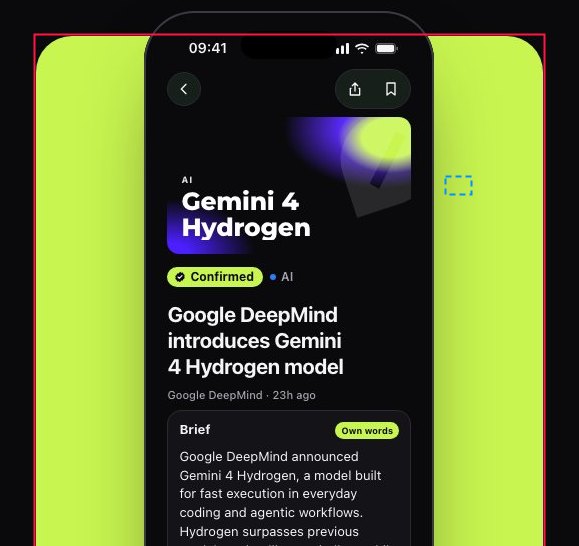 09:41
AI
Gemini 4
Hydrogen
Confirmed
AI
Google DeepMind
introduces Gemini
4 Hydrogen model
Google DeepMind · 23h ago
Brief
Own words
Google DeepMind announced
Gemini 4 Hydrogen, a model built
for fast execution in everyday
coding and agentic workflows.
Hydrogen surpasses previous